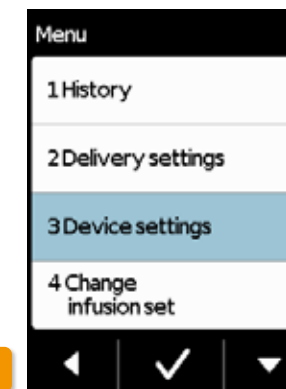 Menu
1 History
2 Delivery settings
3 Device settings
4 Change
infusion set